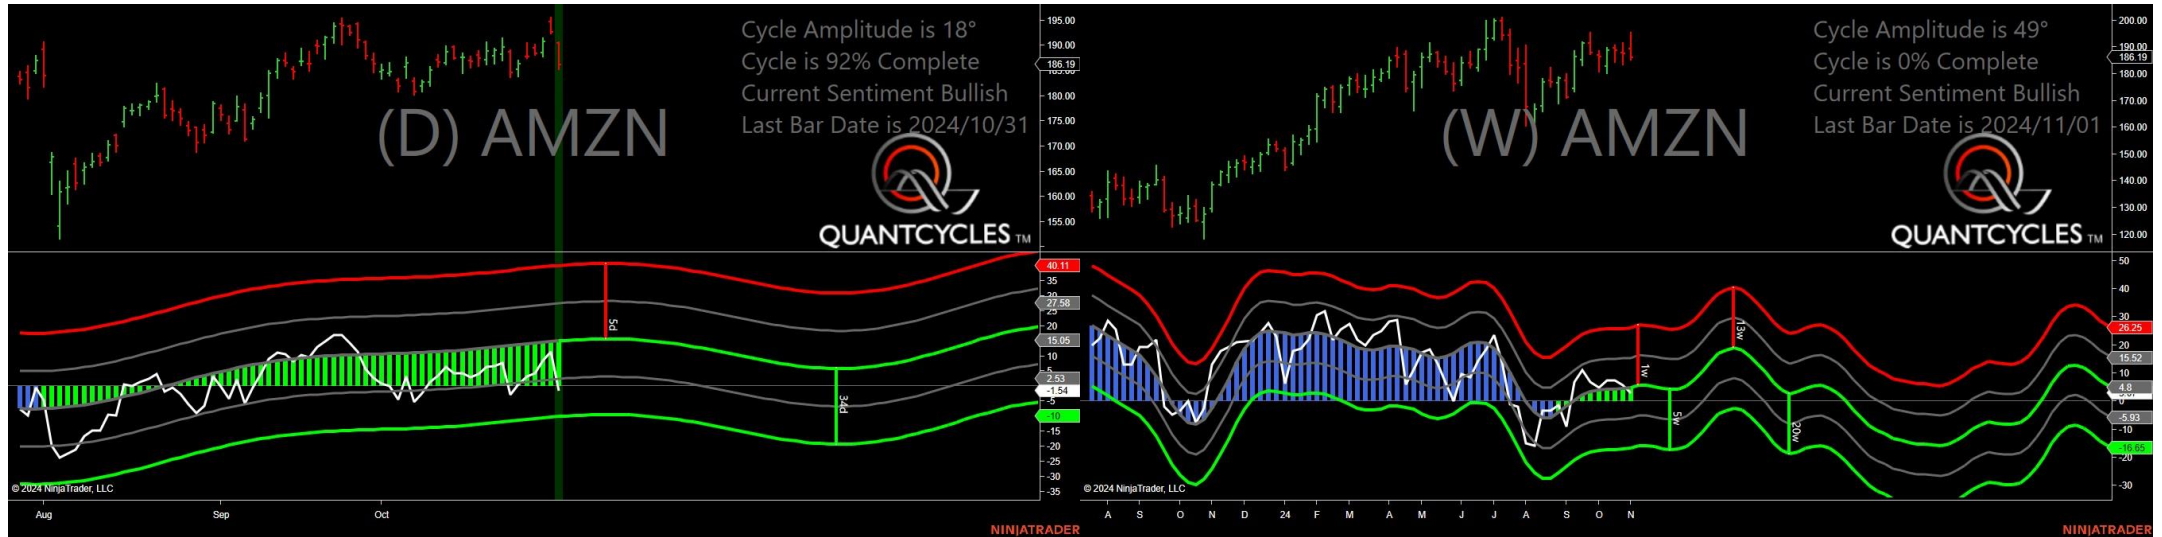 Cycle Amplitude is 18°
Cycle is 92% Complete
Current Sentiment Bullish
Last Bar Date is 2024/10/31
(D) AMZN
QUANTCYCLES TM
195.00
190.00
186.19
180.00
175.00
170.00
165.00
160.00
155.00
40.11
35
27.58
25
20
15.05
10
2.53
-1.54
-5
-10
-15
-20
-25
-30
-35
5d
34d
© 2024 NinjaTrader, LLC
Aug Sep Oct
NINJATRADER
Cycle Amplitude is 49°
Cycle is 0% Complete
Current Sentiment Bullish
Last Bar Date is 2024/11/01
(W) AMZN
QUANTCYCLES TM
200.00
190.00
186.19
180.00
170.00
160.00
150.00
140.00
130.00
120.00
50
40
30
26.25
20
15.52
10
4.8
0
-5.93
-10
-16.65
-20
-30
1w
5w
13w
20w
© 2024 NinjaTrader, LLC
A S O N D 24 F M A M J J A S O N
NINJATRADER